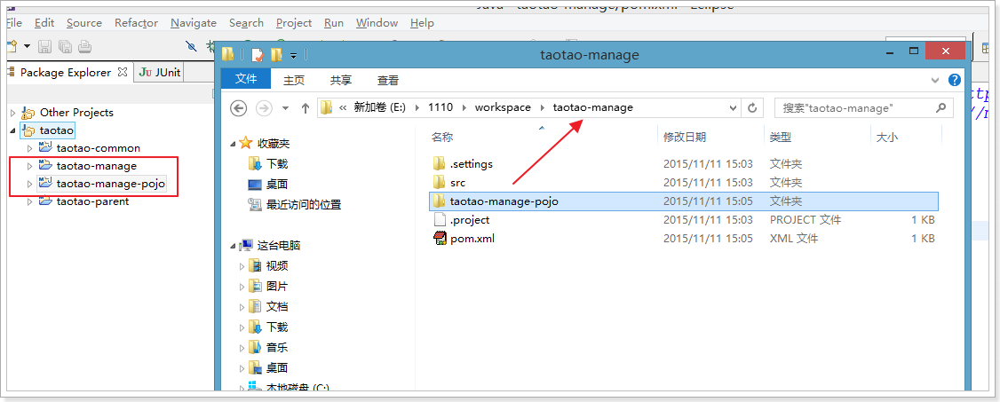 Java - taotao-manage/pom.xml - Eclipse
File Edit Source Refactor Navigate Search Project Run Window Help
Package Explorer JUnit
Other Projects
taotao
taotao-common
taotao-manage
taotao-manage-pojo
taotao-parent
taotao-manage
文件 主页 共享 查看
新加卷 (E:) 1110 workspace taotao-manage 搜索"taotao-manage"
名称 修改日期 类型 大小
.settings 2015/11/11 15:03 文件夹
src 2015/11/11 15:03 文件夹
taotao-manage-pojo 2015/11/11 15:05 文件夹
.project 2015/11/11 15:03 PROJECT 文件 1 KB
pom.xml 2015/11/11 15:05 XML 文件 1 KB
收藏夹
下载
桌面
最近访问的位置
这台电脑
视频
图片
文档
下载
音乐
桌面
本地磁盘 (C:)